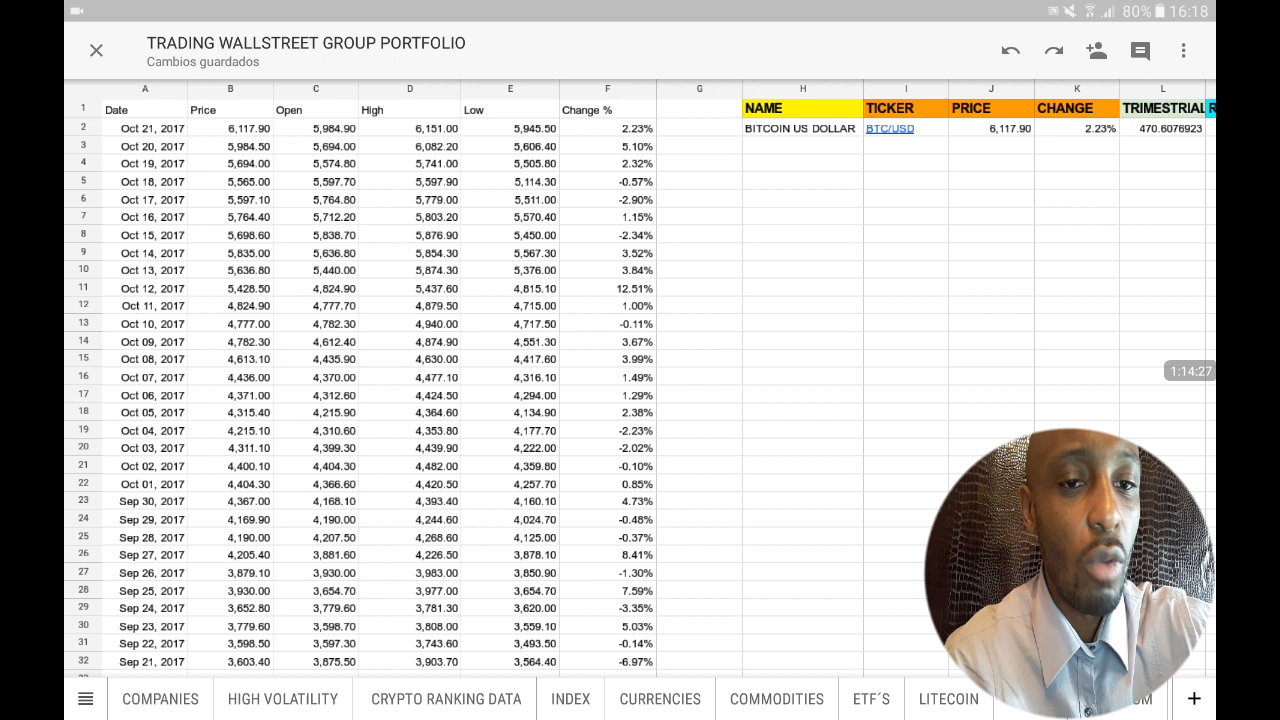 80% 16:18
TRADING WALLSTREET GROUP PORTFOLIO
Cambios guardados
A B C D E F G H I J K L
1 Date Price Open High Low Change % NAME TICKER PRICE CHANGE TRIMESTRIAL
2 Oct 21, 2017 6,117.90 5,984.90 6,151.00 5,945.50 2.23% BITCOIN US DOLLAR BTC/USD 6,117.90 2.23% 470.6076923
3 Oct 20, 2017 5,984.50 5,694.00 6,082.20 5,606.40 5.10%
4 Oct 19, 2017 5,694.00 5,574.80 5,741.00 5,505.80 2.32%
5 Oct 18, 2017 5,565.00 5,597.70 5,597.90 5,114.30 -0.57%
6 Oct 17, 2017 5,597.10 5,764.80 5,779.00 5,511.00 -2.90%
7 Oct 16, 2017 5,764.40 5,712.20 5,803.20 5,570.40 1.15%
8 Oct 15, 2017 5,698.60 5,838.70 5,876.90 5,450.00 -2.34%
9 Oct 14, 2017 5,835.00 5,636.80 5,854.30 5,567.30 3.52%
10 Oct 13, 2017 5,636.80 5,440.00 5,874.30 5,376.00 3.84%
11 Oct 12, 2017 5,428.50 4,824.90 5,437.60 4,815.10 12.51%
12 Oct 11, 2017 4,824.90 4,777.70 4,879.50 4,715.00 1.00%
13 Oct 10, 2017 4,777.00 4,782.30 4,940.00 4,717.50 -0.11%
14 Oct 09, 2017 4,782.30 4,612.40 4,874.90 4,551.30 3.67%
15 Oct 08, 2017 4,613.10 4,435.90 4,630.00 4,417.60 3.99%
16 Oct 07, 2017 4,436.00 4,370.00 4,477.10 4,316.10 1.49%
1:14:27
17 Oct 06, 2017 4,371.00 4,312.60 4,424.50 4,294.00 1.29%
18 Oct 05, 2017 4,315.40 4,215.90 4,364.60 4,134.90 2.38%
19 Oct 04, 2017 4,215.10 4,310.60 4,353.80 4,177.70 -2.23%
20 Oct 03, 2017 4,311.10 4,399.30 4,439.90 4,222.00 -2.02%
21 Oct 02, 2017 4,400.10 4,404.30 4,482.00 4,359.80 -0.10%
22 Oct 01, 2017 4,404.30 4,366.60 4,420.50 4,257.70 0.85%
23 Sep 30, 2017 4,367.00 4,168.10 4,393.40 4,160.10 4.73%
24 Sep 29, 2017 4,169.90 4,190.00 4,244.60 4,024.70 -0.48%
25 Sep 28, 2017 4,190.00 4,207.50 4,268.60 4,125.00 -0.37%
26 Sep 27, 2017 4,205.40 3,881.60 4,226.50 3,878.10 8.41%
27 Sep 26, 2017 3,879.10 3,930.00 3,983.00 3,850.90 -1.30%
28 Sep 25, 2017 3,930.00 3,654.70 3,977.00 3,654.70 7.59%
29 Sep 24, 2017 3,652.80 3,779.60 3,781.30 3,620.00 -3.35%
30 Sep 23, 2017 3,779.60 3,598.70 3,808.00 3,559.10 5.03%
31 Sep 22, 2017 3,598.50 3,597.30 3,743.60 3,493.50 -0.14%
32 Sep 21, 2017 3,603.40 3,875.50 3,903.70 3,564.40 -6.97%
COMPANIES HIGH VOLATILITY CRYPTO RANKING DATA INDEX CURRENCIES COMMODITIES ETF´S LITECOIN